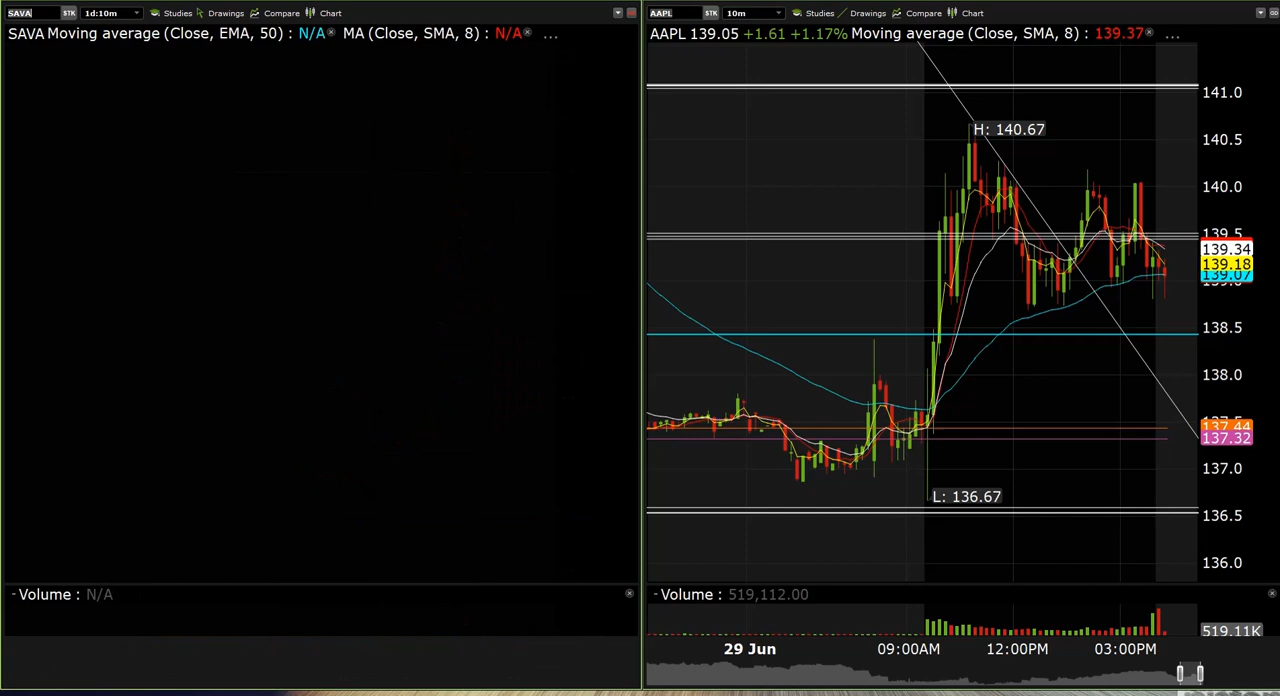 SAVA STK 1d:10m Studies Drawings Compare Chart
SAVA Moving average (Close, EMA, 50) : N/A MA (Close, SMA, 8) : N/A ...
-Volume : N/A
AAPL STK 10m Studies Drawings Compare Chart
AAPL 139.05 +1.61 +1.17% Moving average (Close, SMA, 8) : 139.37 ...
141.0
H: 140.67
140.5
140.0
139.5
139.34
139.18
139.07
139.0
138.5
138.0
137.5
137.44
137.32
137.0
L: 136.67
136.5
136.0
-Volume : 519,112.00
519.11K
29 Jun 09:00AM 12:00PM 03:00PM